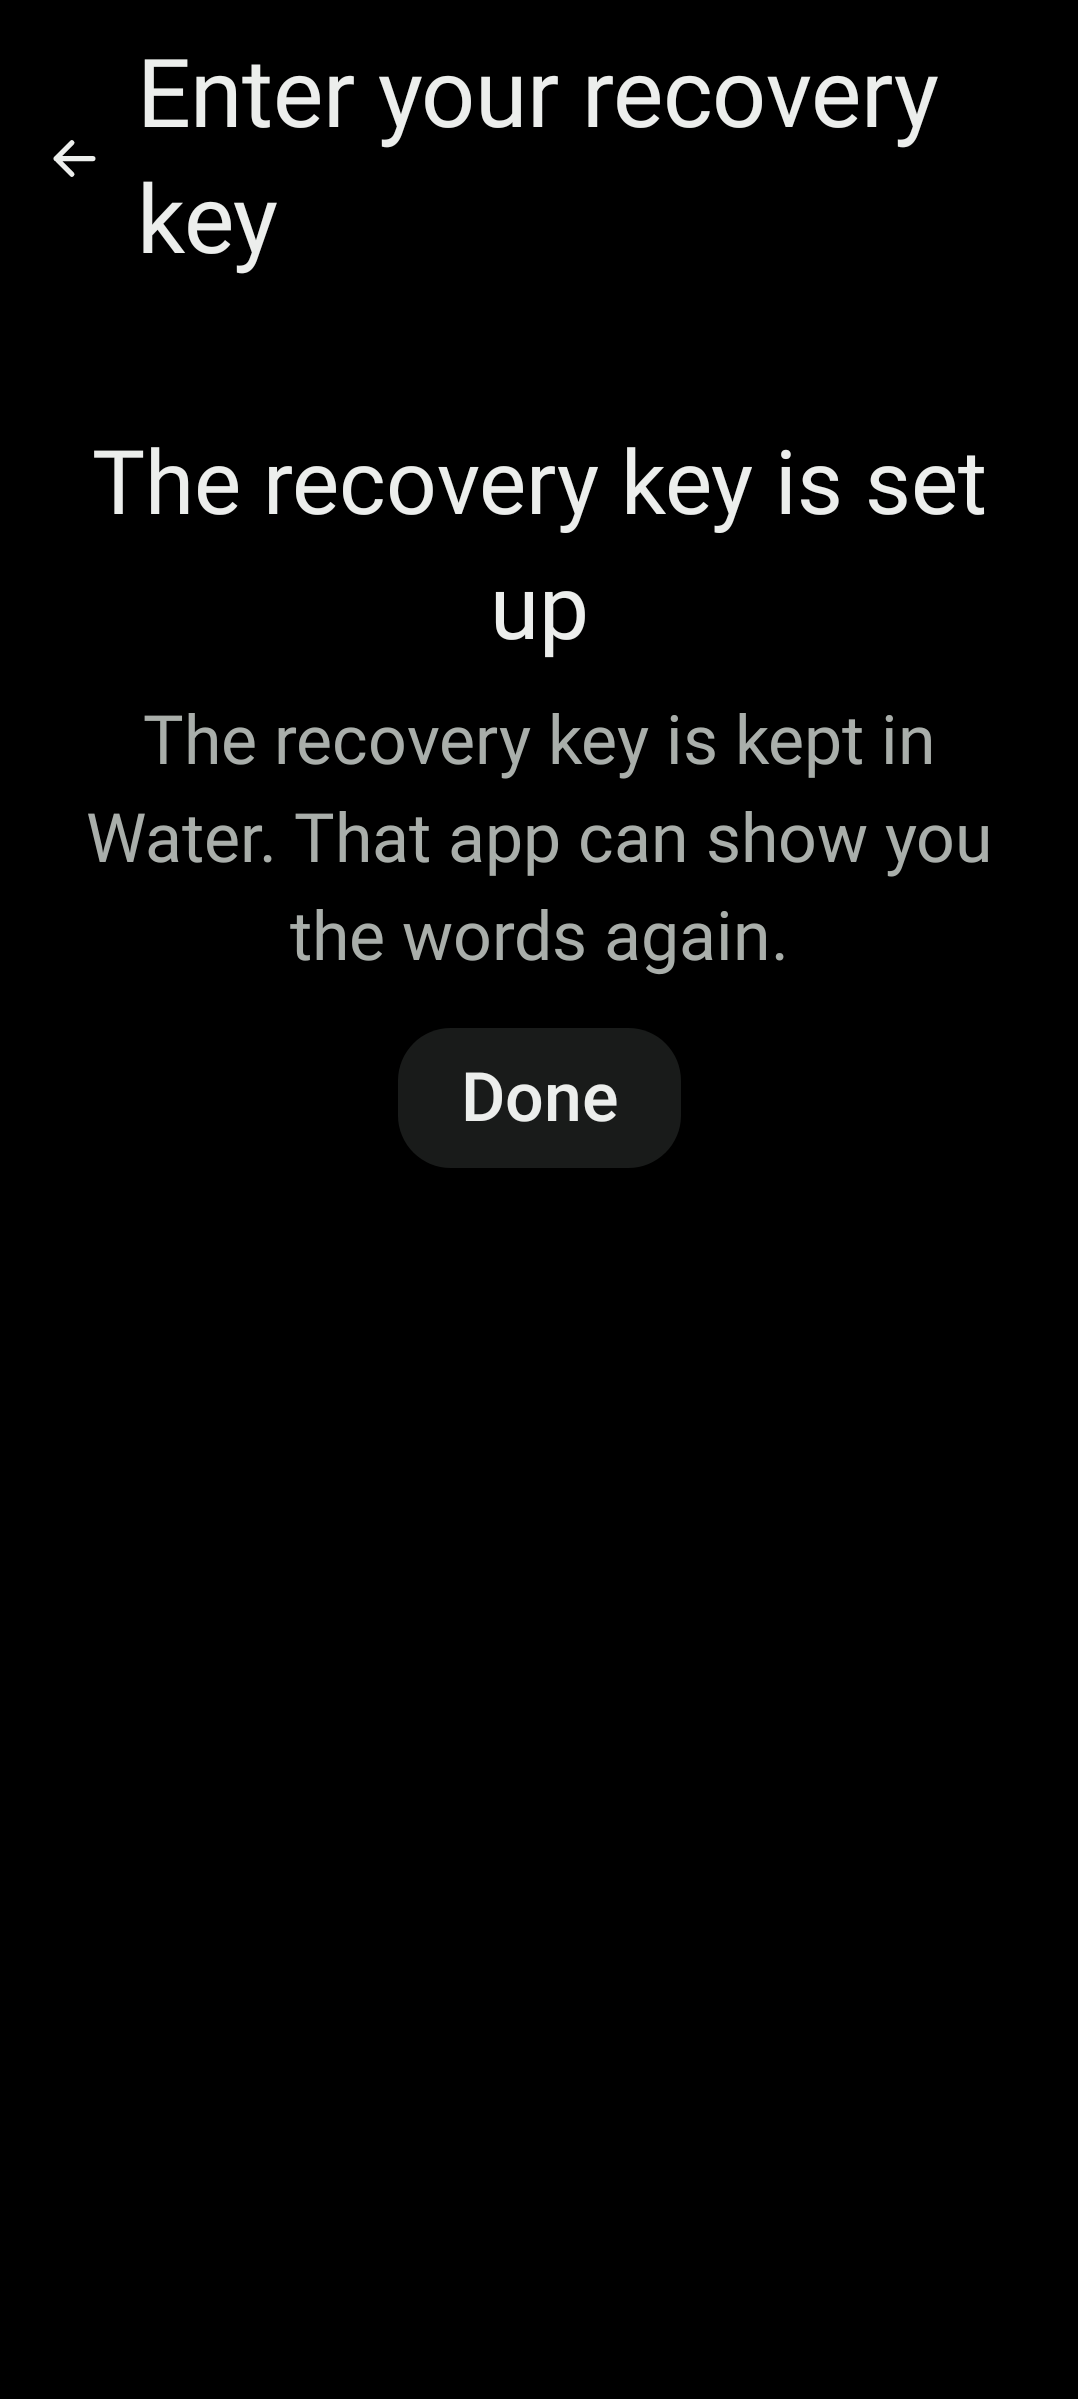 Enter your recovery
key
The recovery key is set
up
The recovery key is kept in
Water. That app can show you
the words again.
Done